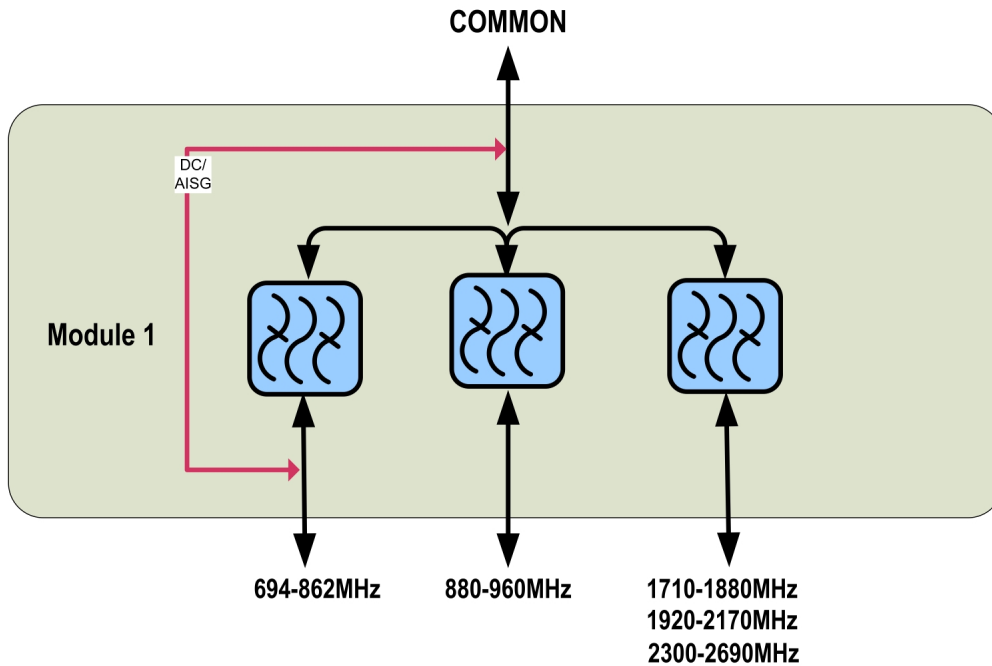 COMMON
DC/
AISG
Module 1
694-862MHz
880-960MHz
1710-1880MHz
1920-2170MHz
2300-2690MHz